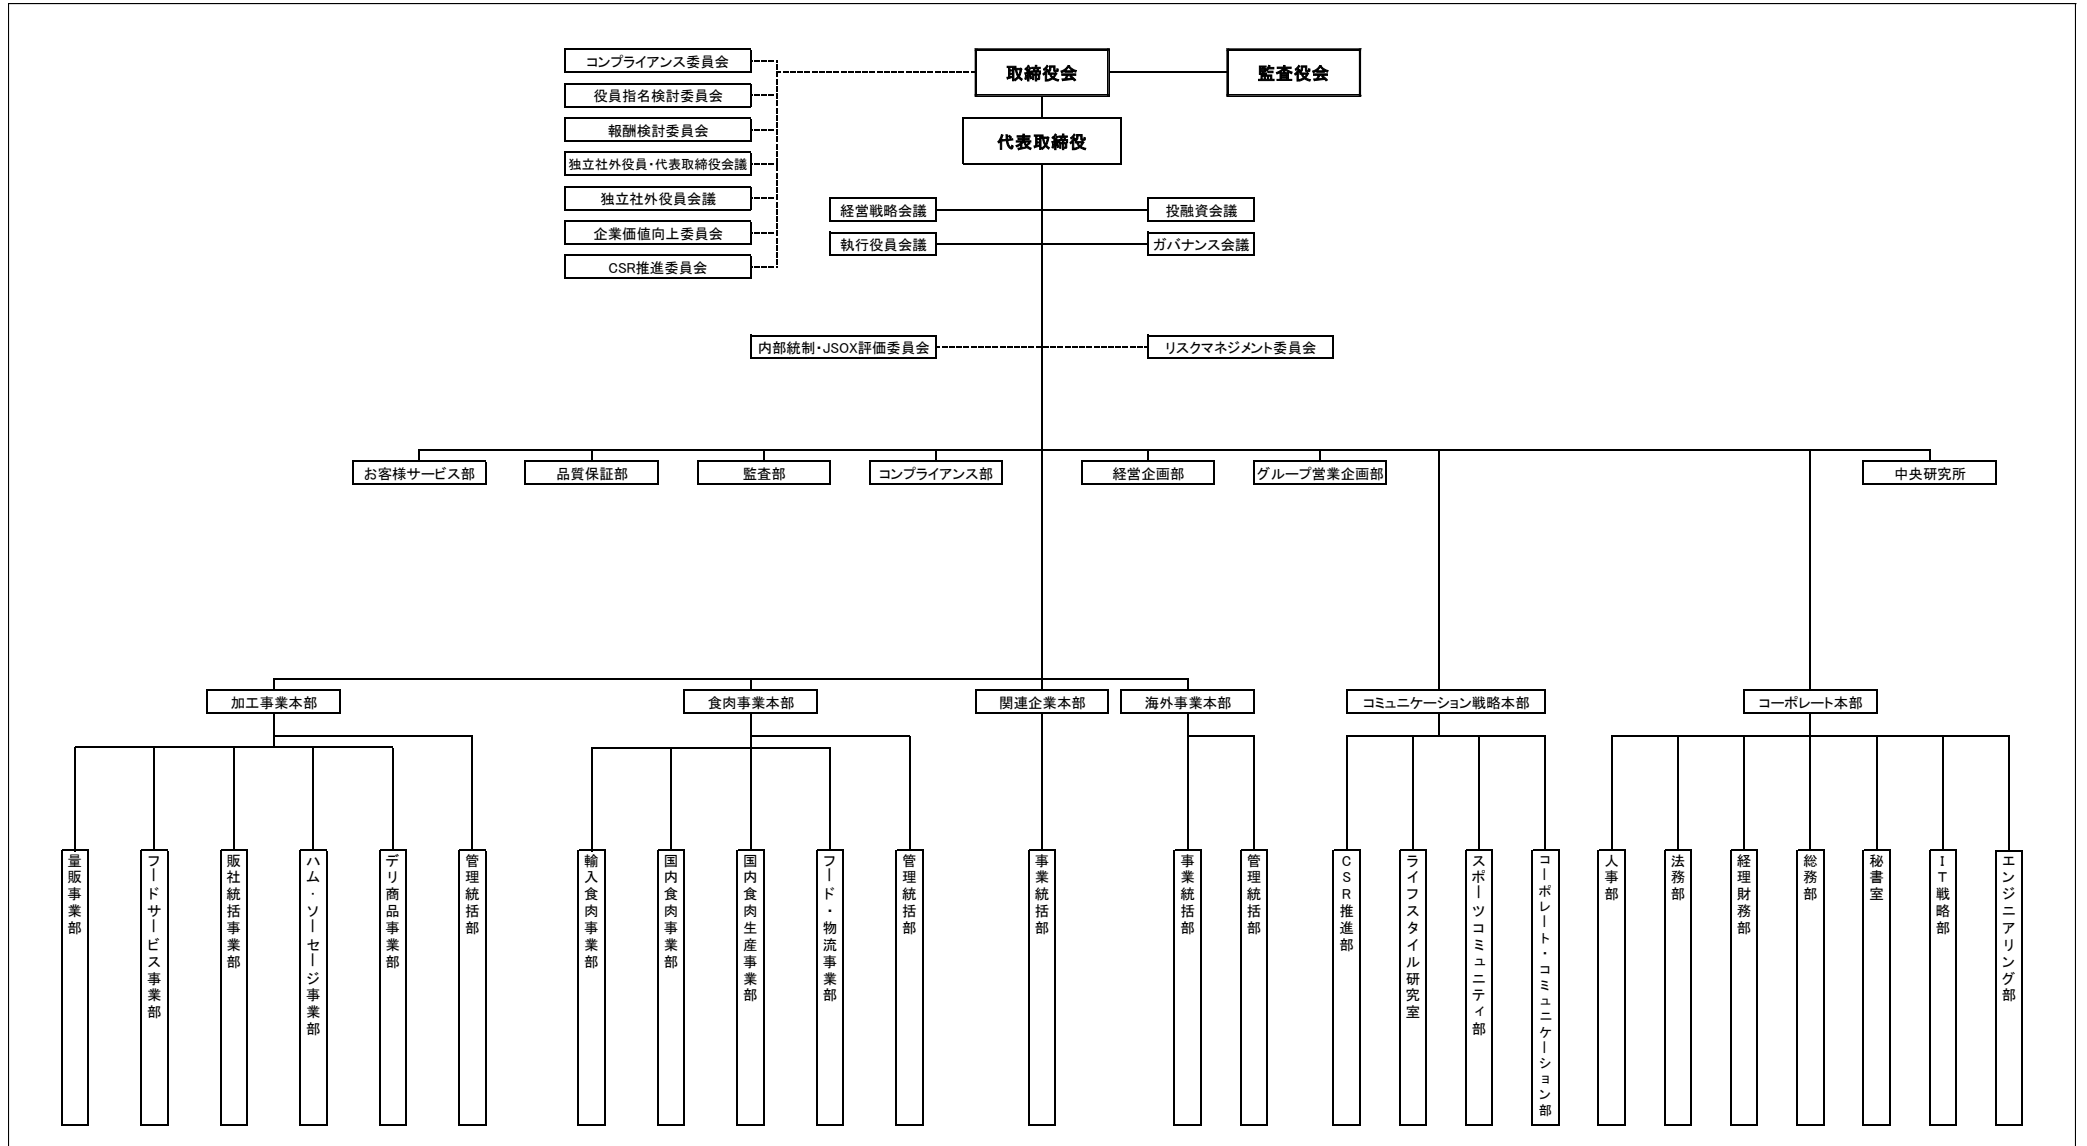 コンプライアンス委員会
役員指名検討委員会
報酬検討委員会
独立社外役員・代表取締役会議
独立社外役員会議
企業価値向上委員会
CSR推進委員会
取締役会
監査役会
代表取締役
経営戦略会議
投融資会議
執行役員会議
ガバナンス会議
内部統制・JSOX評価委員会
リスクマネジメント委員会
お客様サービス部
品質保証部
監査部
コンプライアンス部
経営企画部
グループ営業企画部
中央研究所
加工事業本部
食肉事業本部
関連企業本部
海外事業本部
コミュニケーション戦略本部
コーポレート本部
量販事業部
フードサービス事業部
販社統括事業部
ハム・ソーセージ事業部
デリ商品事業部
管理統括部
輸入食肉事業部
国内食肉事業部
国内食肉生産事業部
フード・物流事業部
管理統括部
事業統括部
事業統括部
管理統括部
CSR推進部
ライフスタイル研究室
スポーツコミュニティ部
コーポレート・コミュニケーション部
人事部
法務部
経理財務部
総務部
秘書室
IT戦略部
エンジニアリング部